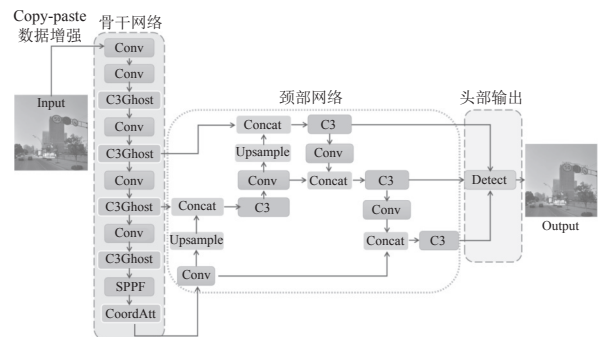 Copy-paste
数据增强
骨干网络
Input
Conv
Conv
C3Ghost
Conv
C3Ghost
Conv
C3Ghost
Conv
C3Ghost
SPPF
CoordAtt
颈部网络
Concat
C3
Upsample
Conv
Conv
Concat
C3
Concat
C3
Conv
Upsample
Concat
C3
Conv
头部输出
Detect
Output